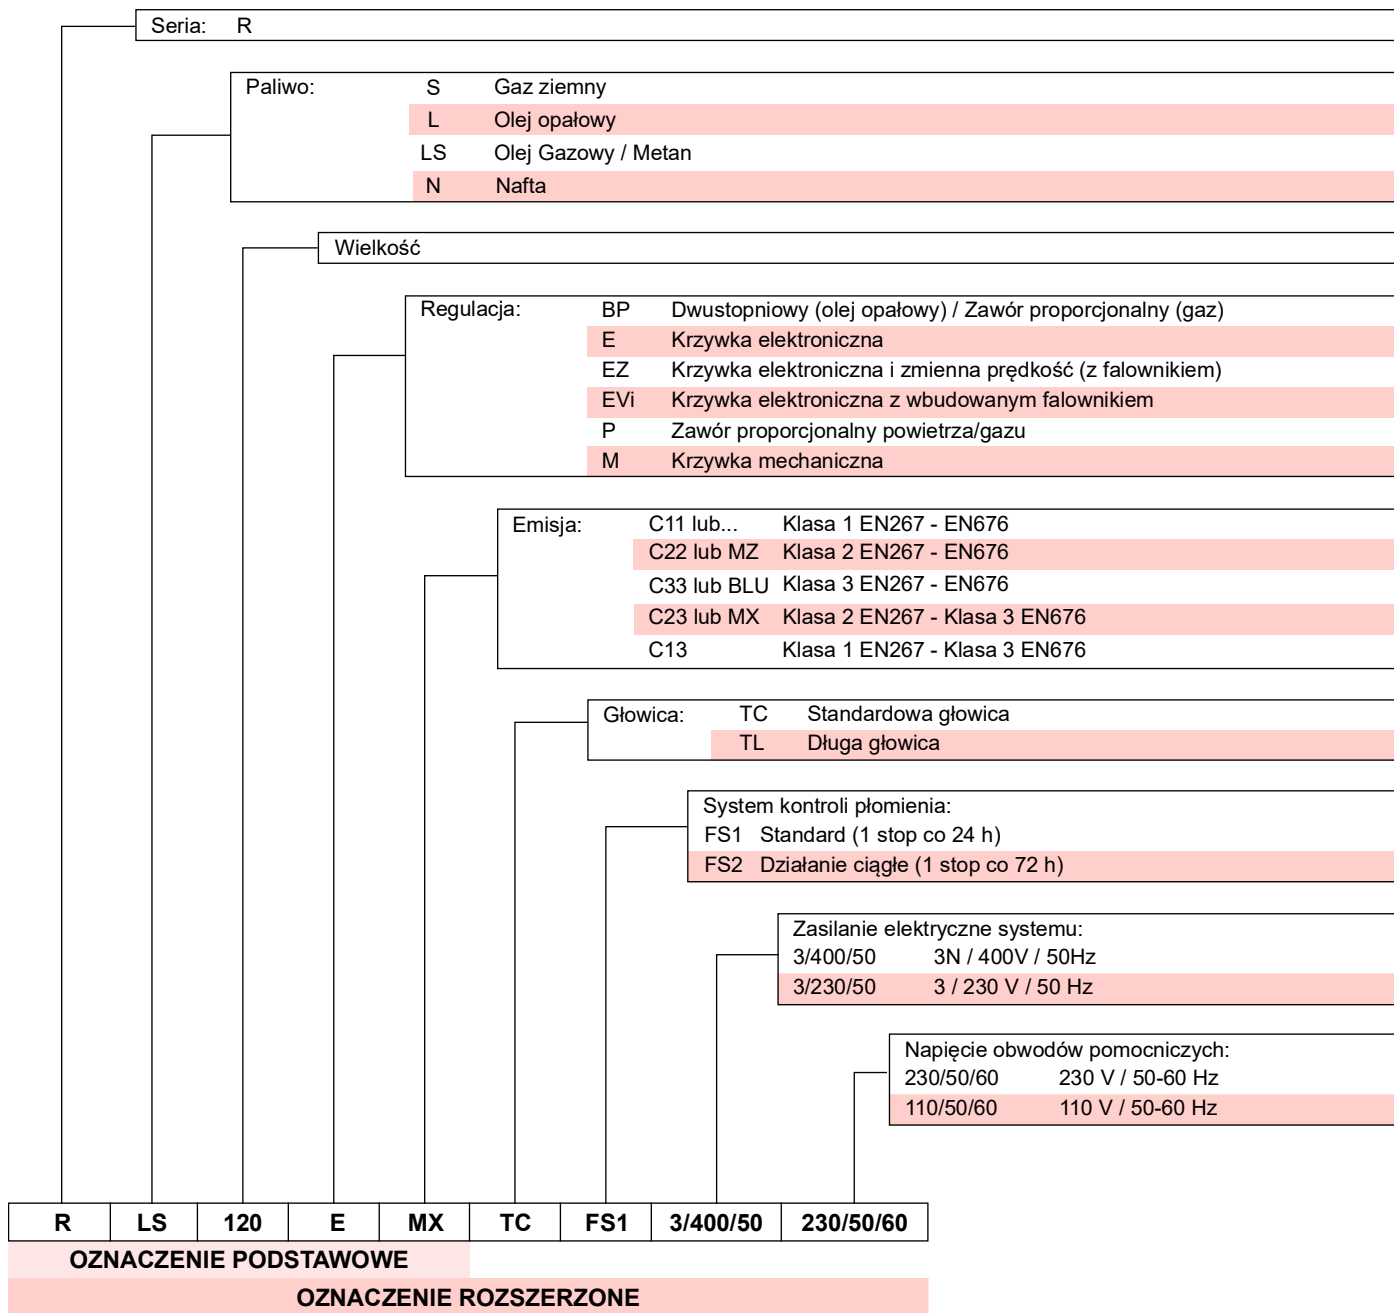 Seria: R
Paliwo: S Gaz ziemny
L Olej opałowy
LS Olej Gazowy / Metan
N Nafta
Wielkość
Regulacja: BP Dwustopniowy (olej opałowy) / Zawór proporcjonalny (gaz)
E Krzywka elektroniczna
EZ Krzywka elektroniczna i zmienna prędkość (z falownikiem)
EVi Krzywka elektroniczna z wbudowanym falownikiem
P Zawór proporcjonalny powietrza/gazu
M Krzywka mechaniczna
Emisja: C11 lub... Klasa 1 EN267 - EN676
C22 lub MZ Klasa 2 EN267 - EN676
C33 lub BLU Klasa 3 EN267 - EN676
C23 lub MX Klasa 2 EN267 - Klasa 3 EN676
C13 Klasa 1 EN267 - Klasa 3 EN676
Głowica: TC Standardowa głowica
TL Długa głowica
System kontroli płomienia:
FS1 Standard (1 stop co 24 h)
FS2 Działanie ciągłe (1 stop co 72 h)
Zasilanie elektryczne systemu:
3/400/50 3N / 400V / 50Hz
3/230/50 3 / 230 V / 50 Hz
Napięcie obwodów pomocniczych:
230/50/60 230 V / 50-60 Hz
110/50/60 110 V / 50-60 Hz
R LS 120 E MX TC FS1 3/400/50 230/50/60
OZNACZENIE PODSTAWOWE
OZNACZENIE ROZSZERZONE